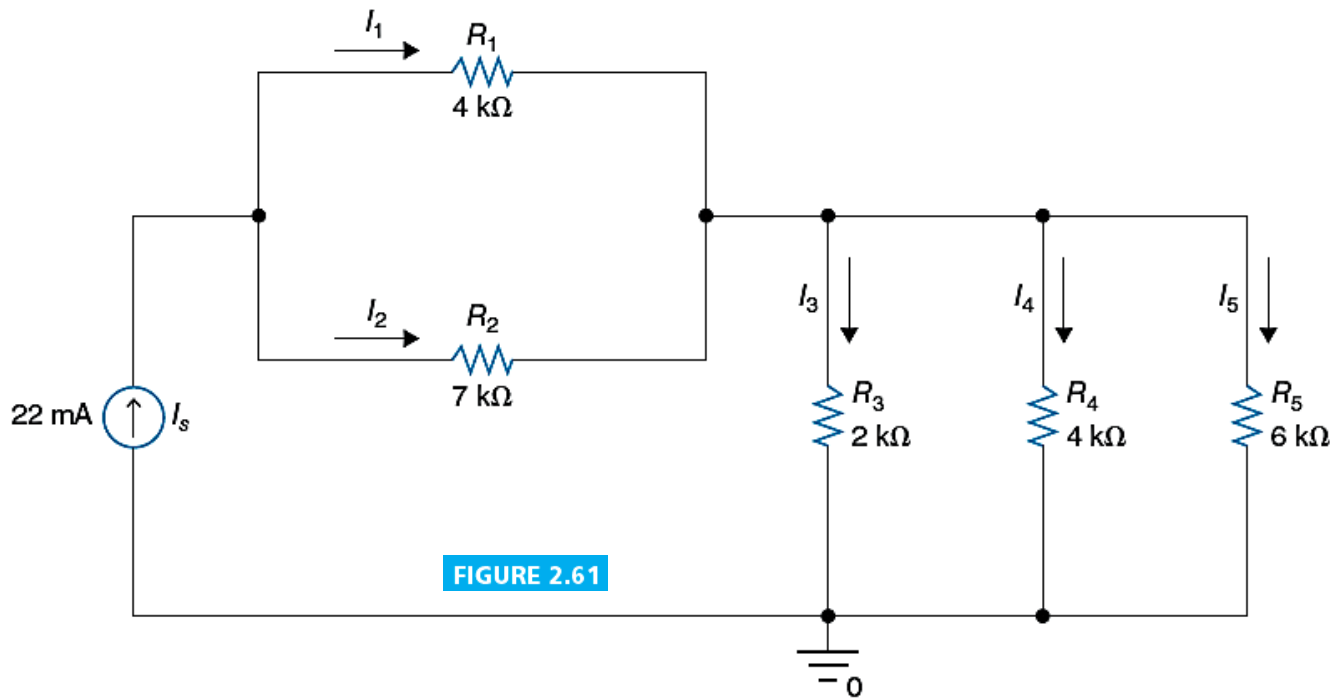 I1
R1
4 kΩ
I2
R2
7 kΩ
I3
I4
I5
22 mA
Is
R3
2 kΩ
R4
4 kΩ
R5
6 kΩ
FIGURE 2.61
0